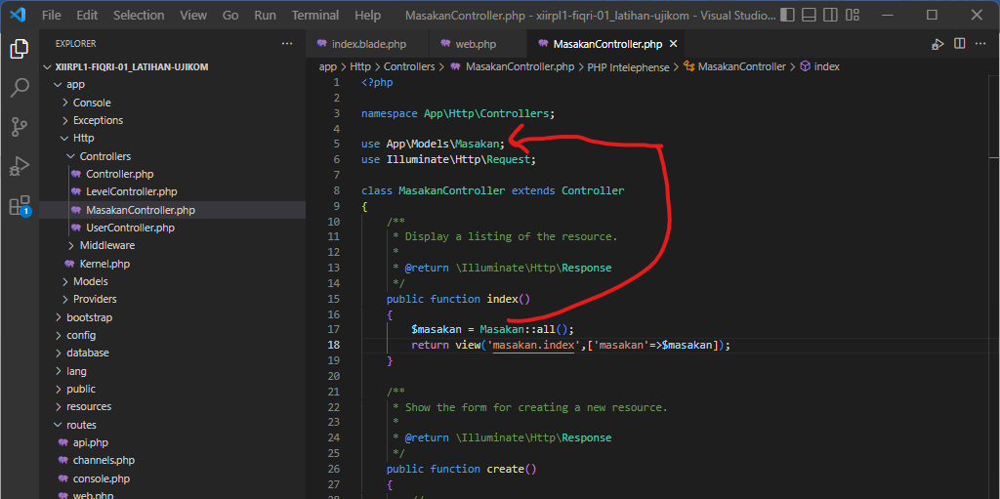 File Edit Selection View Go Run Terminal Help MasakanController.php - xiirpl1-fiqri-01_latihan-ujikom - Visual Studio...
EXPLORER
XIIRPL1-FIQRI-01_LATIHAN-UJIKOM
app
Console
Exceptions
Http
Controllers
Controller.php
LevelController.php
MasakanController.php
UserController.php
Middleware
Kernel.php
Models
Providers
bootstrap
config
database
lang
public
resources
routes
api.php
channels.php
console.php
web.php
1
index.blade.php web.php MasakanController.php
app > Http > Controllers > MasakanController.php > PHP Intelephense > MasakanController > index
1 <?php
2
3 namespace App\Http\Controllers;
4
5 use App\Models\Masakan;
6 use Illuminate\Http\Request;
7
8 class MasakanController extends Controller
9 {
10 /**
11 * Display a listing of the resource.
12 *
13 * @return \Illuminate\Http\Response
14 */
15 public function index()
16 {
17 $masakan = Masakan::all();
18 return view('masakan.index',['masakan'=>$masakan]);
19 }
20
21 /**
22 * Show the form for creating a new resource.
23 *
24 * @return \Illuminate\Http\Response
25 */
26 public function create()
27 {
28 //